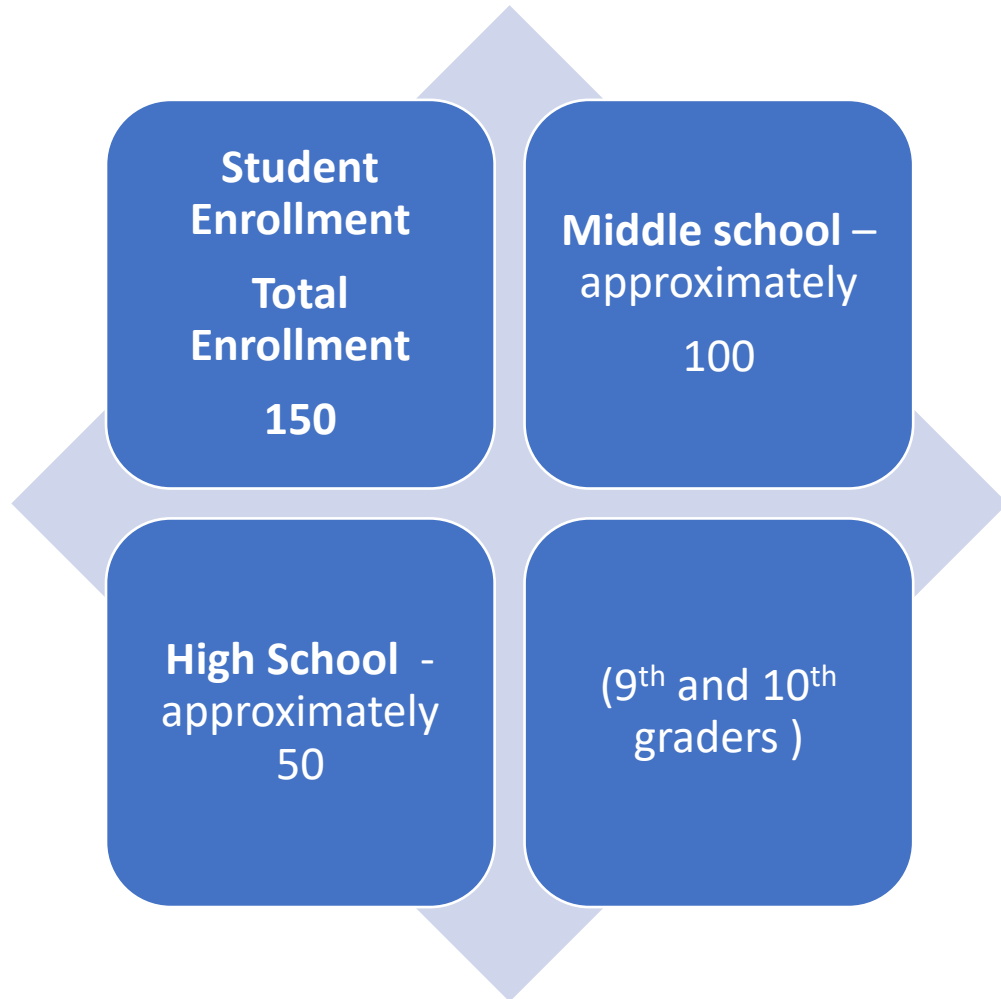 Student
Enrollment
Total
Enrollment
150
Middle school –
approximately
100
High School  -
approximately
50
(9th and 10th
graders )